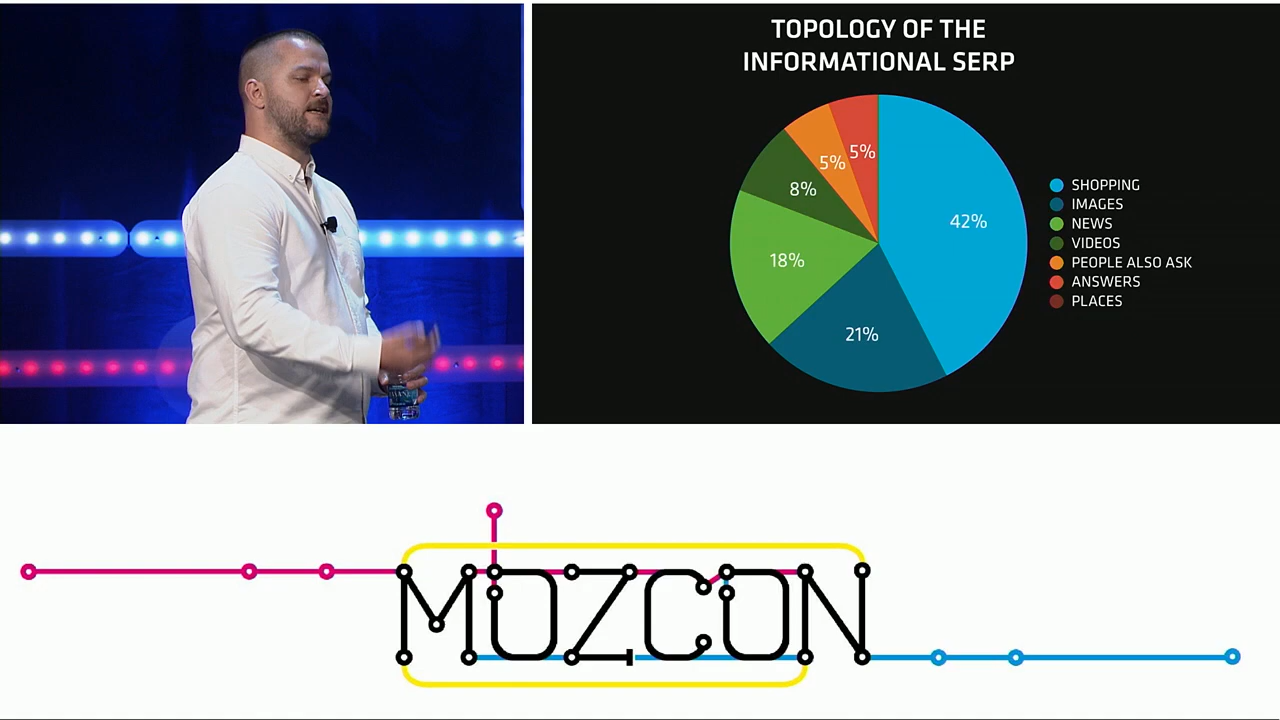 TOPOLOGY OF THE
INFORMATIONAL SERP
42%
21%
18%
8%
5%
5%
SHOPPING
IMAGES
NEWS
VIDEOS
PEOPLE ALSO ASK
ANSWERS
PLACES
MOZCON